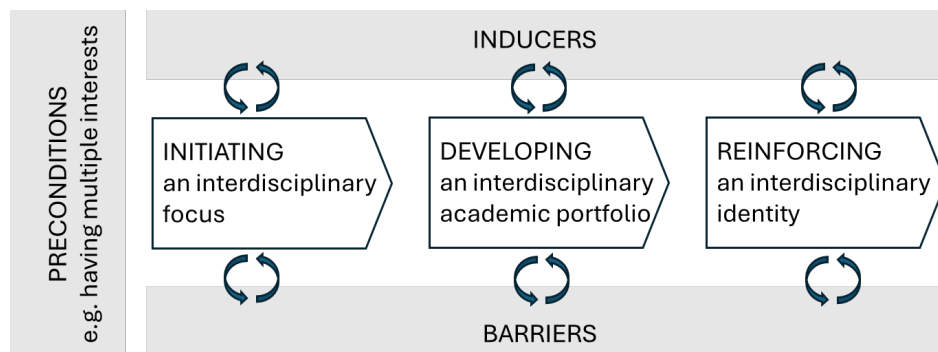 PRECONDITIONS
e.g. having multiple interests
INDUCERS
INITIATING
an interdisciplinary
focus
DEVELOPING
an interdisciplinary
academic portfolio
REINFORCING
an interdisciplinary
identity
BARRIERS